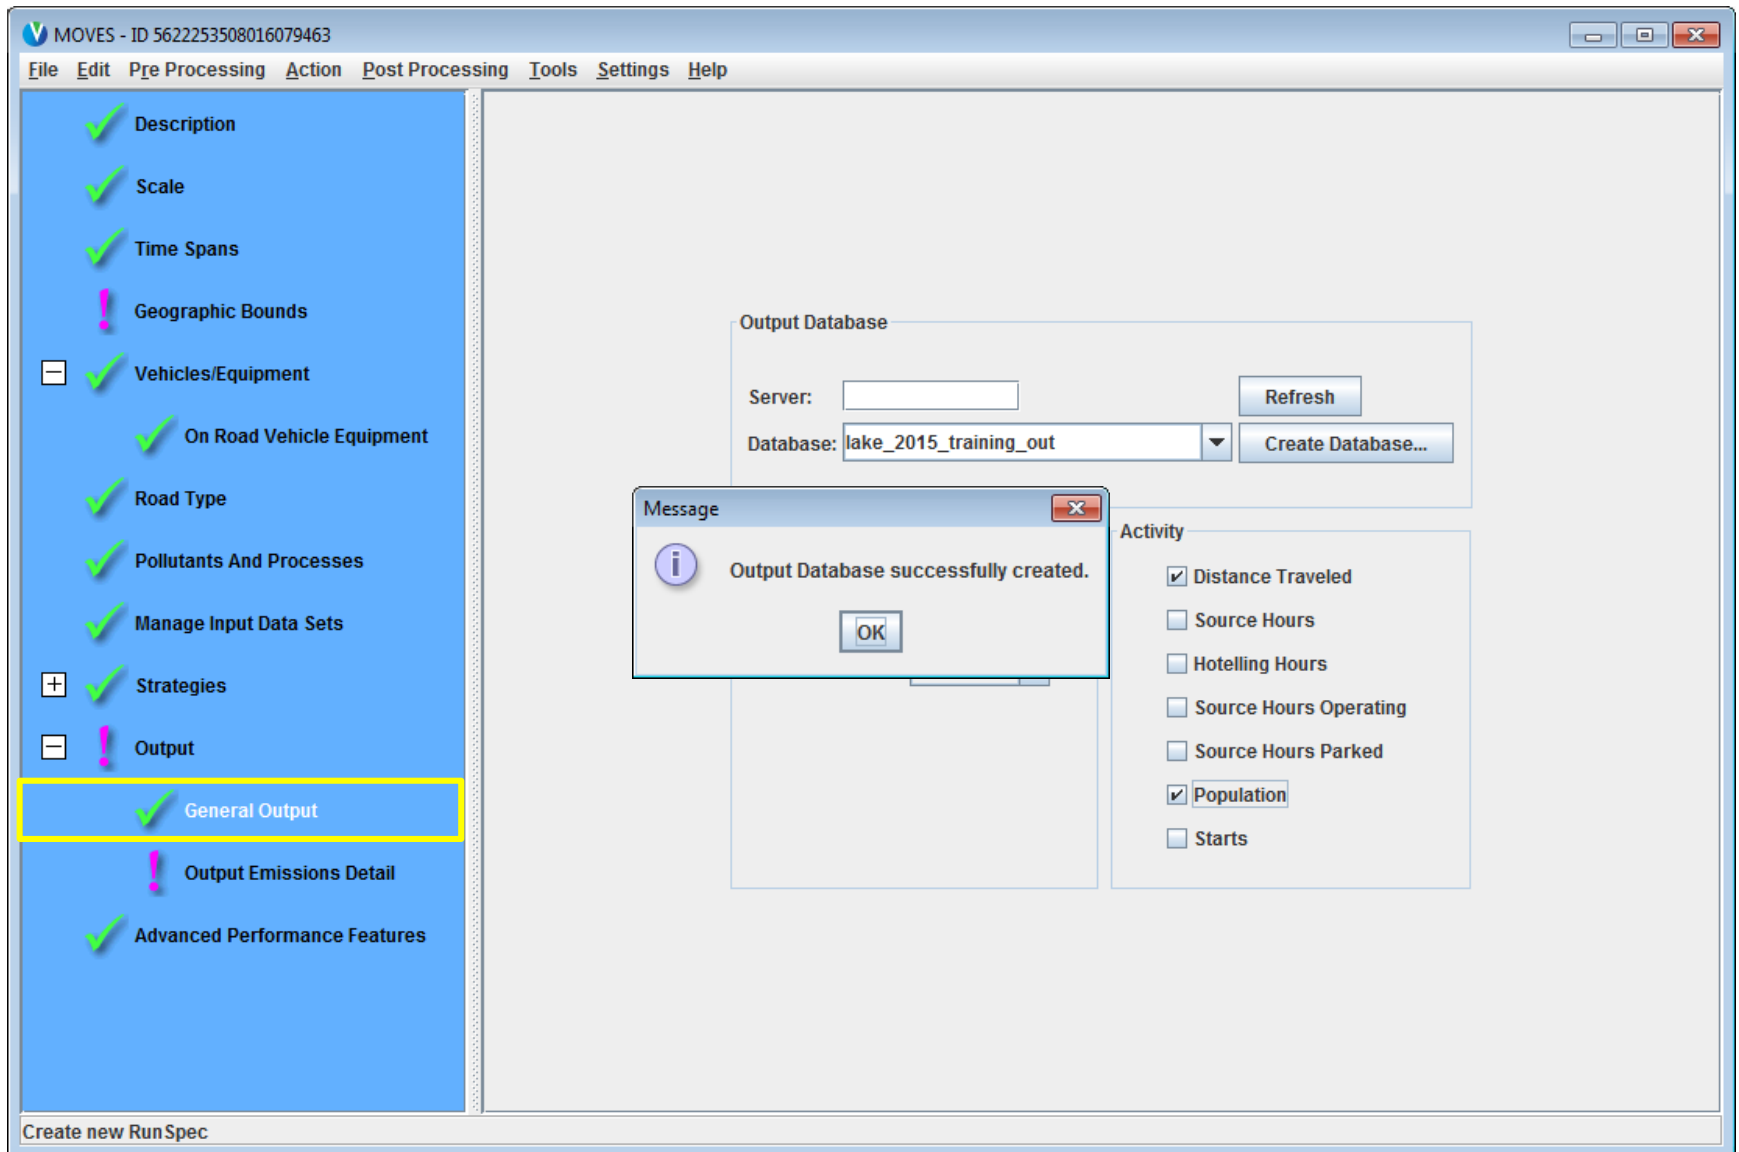 MOVES - ID 5622253508016079463
File Edit Pre Processing Action Post Processing Tools Settings Help
Description
Scale
Time Spans
Geographic Bounds
Vehicles/Equipment
On Road Vehicle Equipment
Road Type
Pollutants And Processes
Manage Input Data Sets
Strategies
Output
General Output
Output Emissions Detail
Advanced Performance Features
Output Database
Server:
Refresh
Database: lake_2015_training_out
Create Database...
Message
Output Database successfully created.
OK
Activity
Distance Traveled
Source Hours
Hotelling Hours
Source Hours Operating
Source Hours Parked
Population
Starts
Create new RunSpec